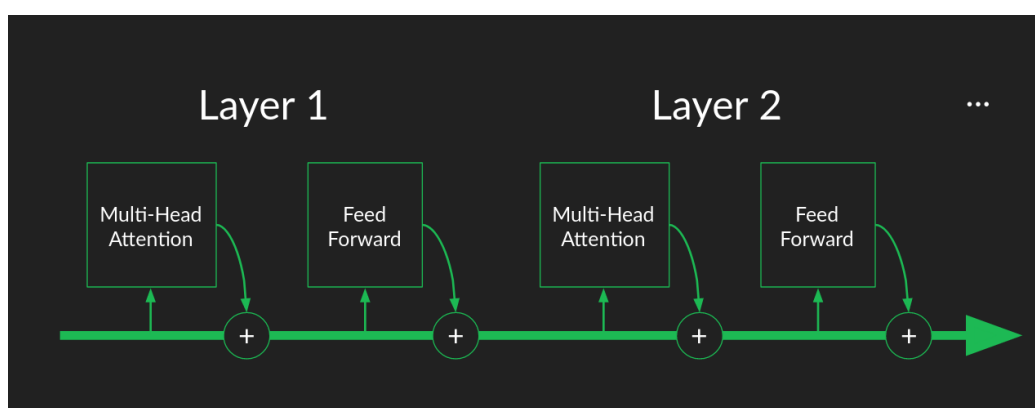 Layer 1
Layer 2
...
Multi-Head
Attention
Feed
Forward
Multi-Head
Attention
Feed
Forward
+
+
+
+